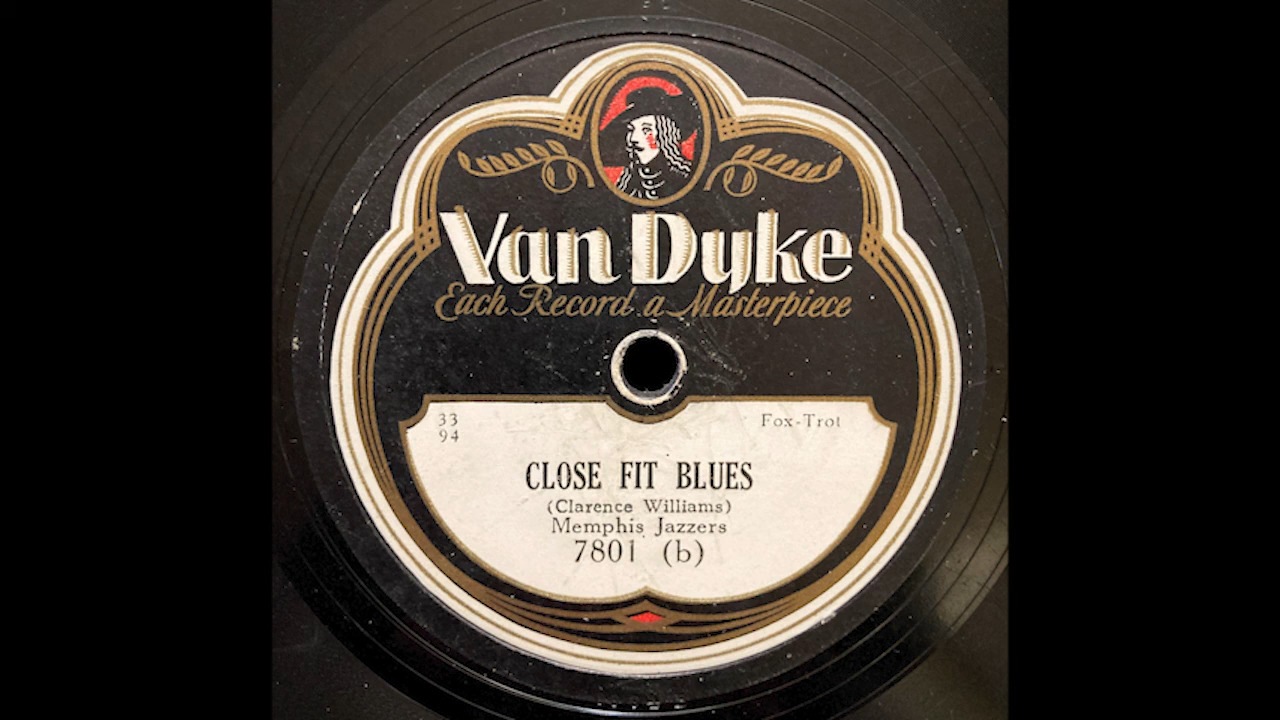 Van Dyke
Each Record a Masterpiece
33
94
Fox-Trot
CLOSE FIT BLUES
(Clarence Williams)
Memphis Jazzers
7801 (b)